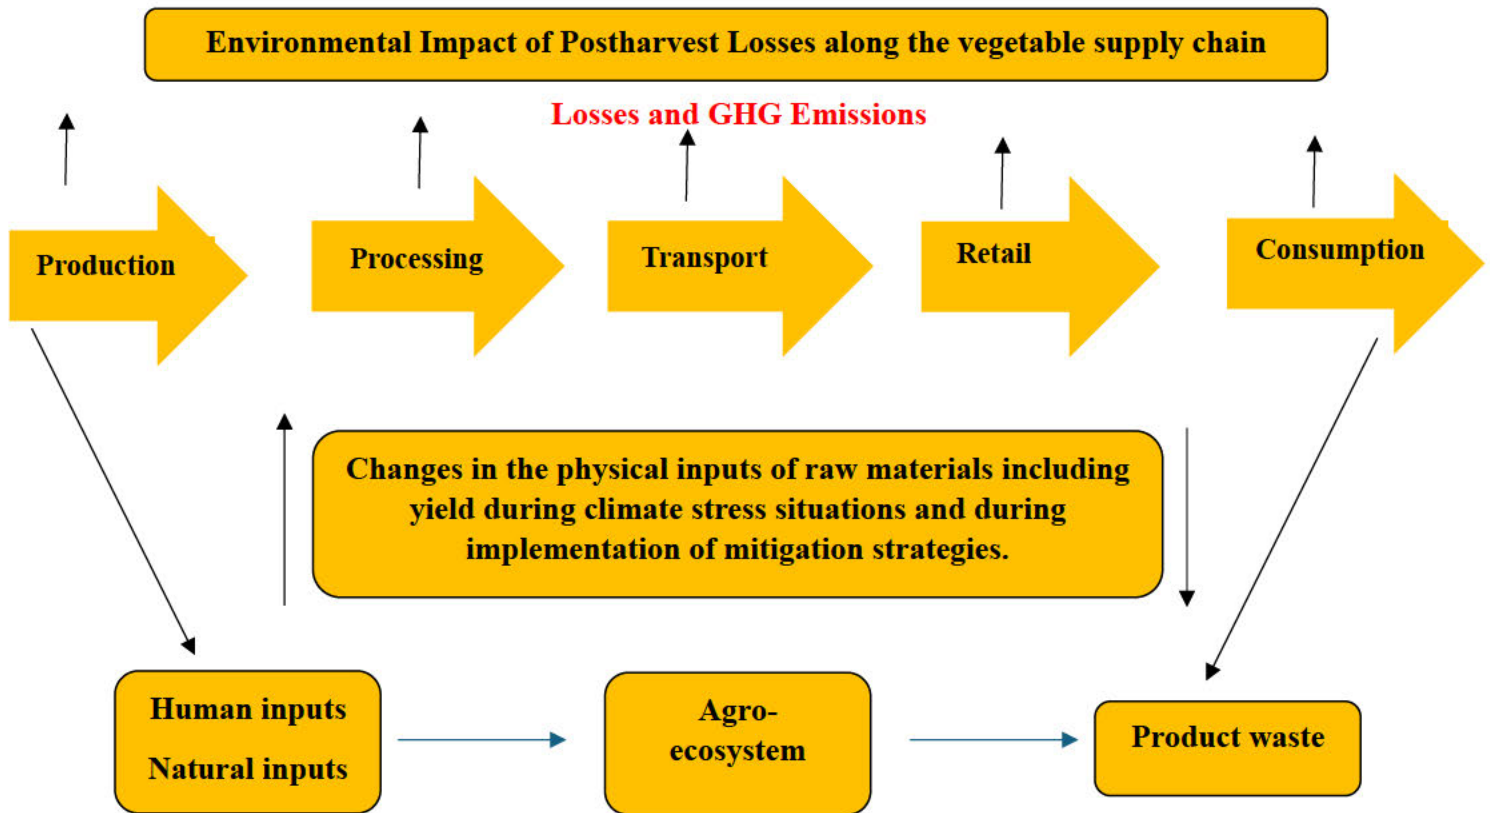 Environmental Impact of Postharvest Losses along the vegetable supply chain
Losses and GHG Emissions
Production
Processing
Transport
Retail
Consumption
Changes in the physical inputs of raw materials including
yield during climate stress situations and during
implementation of mitigation strategies.
Human inputs
Natural inputs
Agro-
ecosystem
Product waste